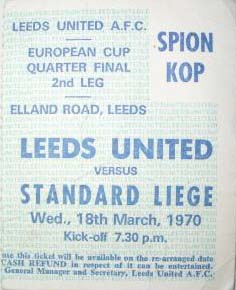 LEEDS UNITED A.F.C.
EUROPEAN CUP
QUARTER FINAL
2nd LEG
ELLAND ROAD, LEEDS
SPION
KOP
LEEDS UNITED
VERSUS
STANDARD LIEGE
Wed., 18th March, 1970
Kick-off 7.30 p.m.
use this ticket will be available on the re-arranged date
CASH REFUND in respect of it can be entertained.
General Manager and Secretary, Leeds United A.F.C.